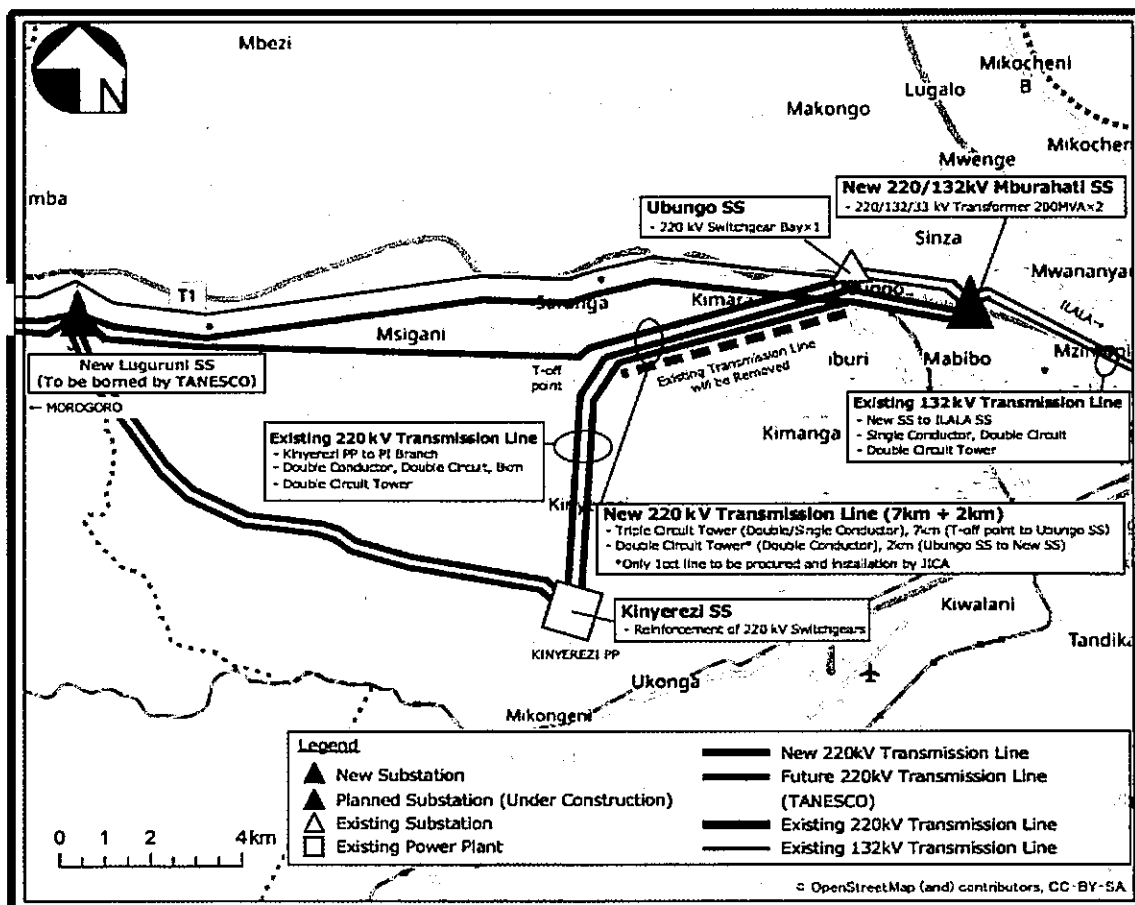 N
Mbezi
Mikocheni
B
Lugalo
Makongo
Mikocher
Mwenge
mba
New 220/132kV Mburahati SS
- 220/132/33 kV Transformer 200MVA×2
Ubungo SS
- 220 kV Switchgear Bay×1
Sinza
Mwananya
T1
Kimara
ILALA→
Msigani
New Luguruni SS
(To be borned by TANESCO)
T-off
point
Existing Transmission Line
will be Removed
iburi
Mabibo
← MOROGORO
Existing 132kV Transmission Line
- New SS to ILALA SS
- Single Conductor, Double Circuit
- Double Circuit Tower
Existing 220 kV Transmission Line
- Kinyerezi PP to PI Branch
- Double Conductor, Double Circuit, 8km
- Double Circuit Tower
Kimanga
New 220 kV Transmission Line (7km + 2km)
- Triple Circuit Tower (Double/Single Conductor), 7km (T-off point to Ubungo SS)
- Double Circuit Tower* (Double Conductor), 2km (Ubungo SS to New SS)
*Only 1cct line to be procured and installation by JICA
Kinyerezi SS
- Reinforcement of 220 kV Switchgears
Kiwalani
KINYEREZI PP
Tandika
Ukonga
Mikongeni
Legend
New Substation
Planned Substation (Under Construction)
Existing Substation
Existing Power Plant
New 220kV Transmission Line
Future 220kV Transmission Line
(TANESCO)
Existing 220kV Transmission Line
Existing 132kV Transmission Line
0 1 2 4km
© OpenStreetMap (and) contributors, CC-BY-SA